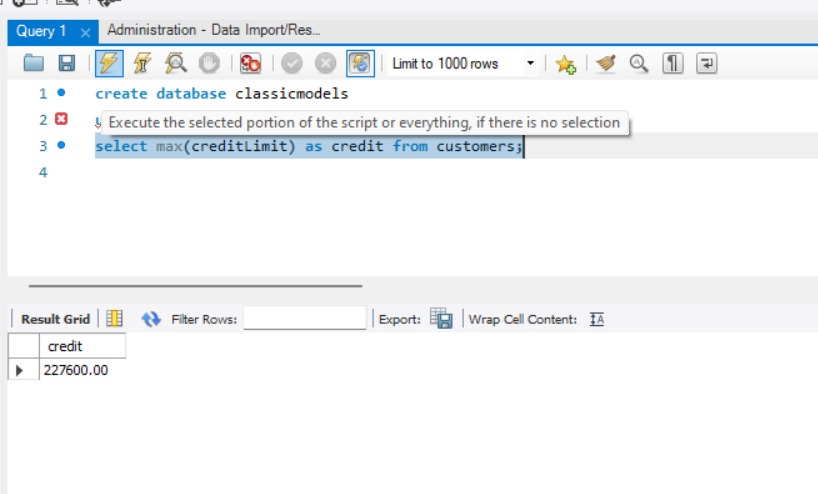 Query 1 Administration - Data Import/Res...
Limit to 1000 rows
1 create database classicmodels
2 Execute the selected portion of the script or everything, if there is no selection
3 select max(creditLimit) as credit from customers;
4
Result Grid Filter Rows: Export: Wrap Cell Content: IA
credit
227600.00